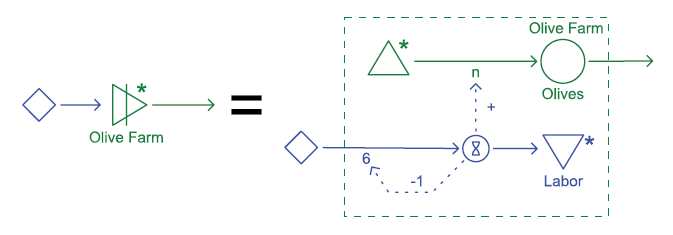 *
Olive Farm
=
Olive Farm
*
n
Olives
+
6
-1
*
Labor